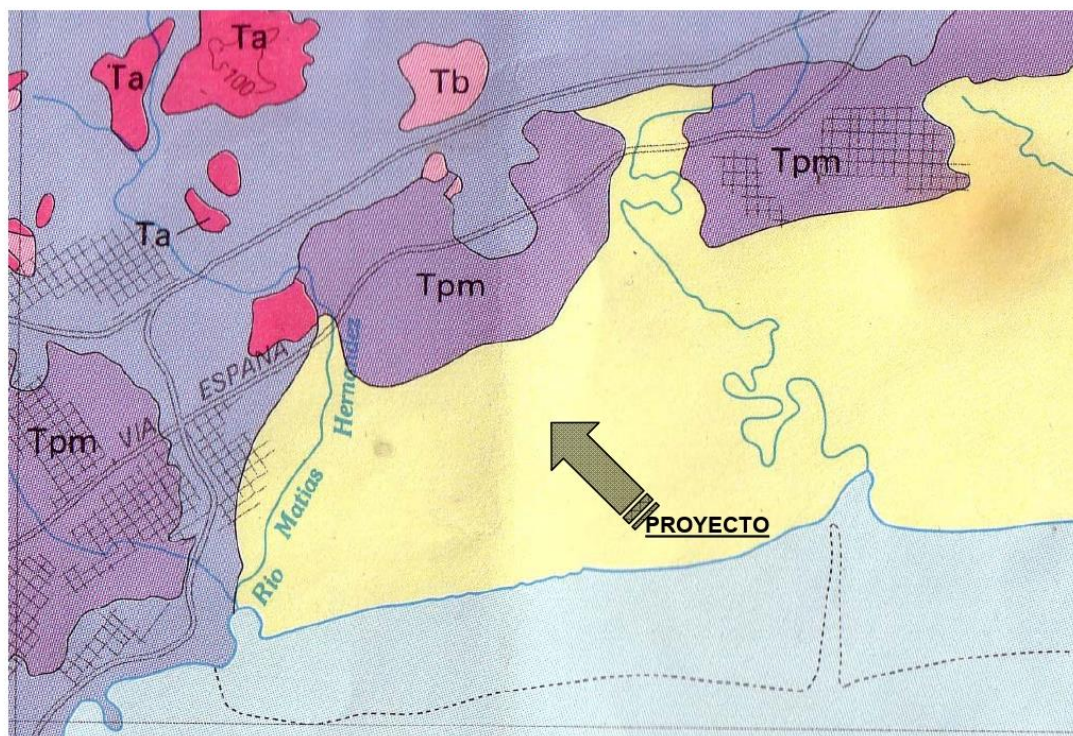 Ta
Ta
100
Tb
Tpm
Ta
Tpm
VIA ESPAÑA
Tpm
Rio Matias Hernandez
PROYECTO